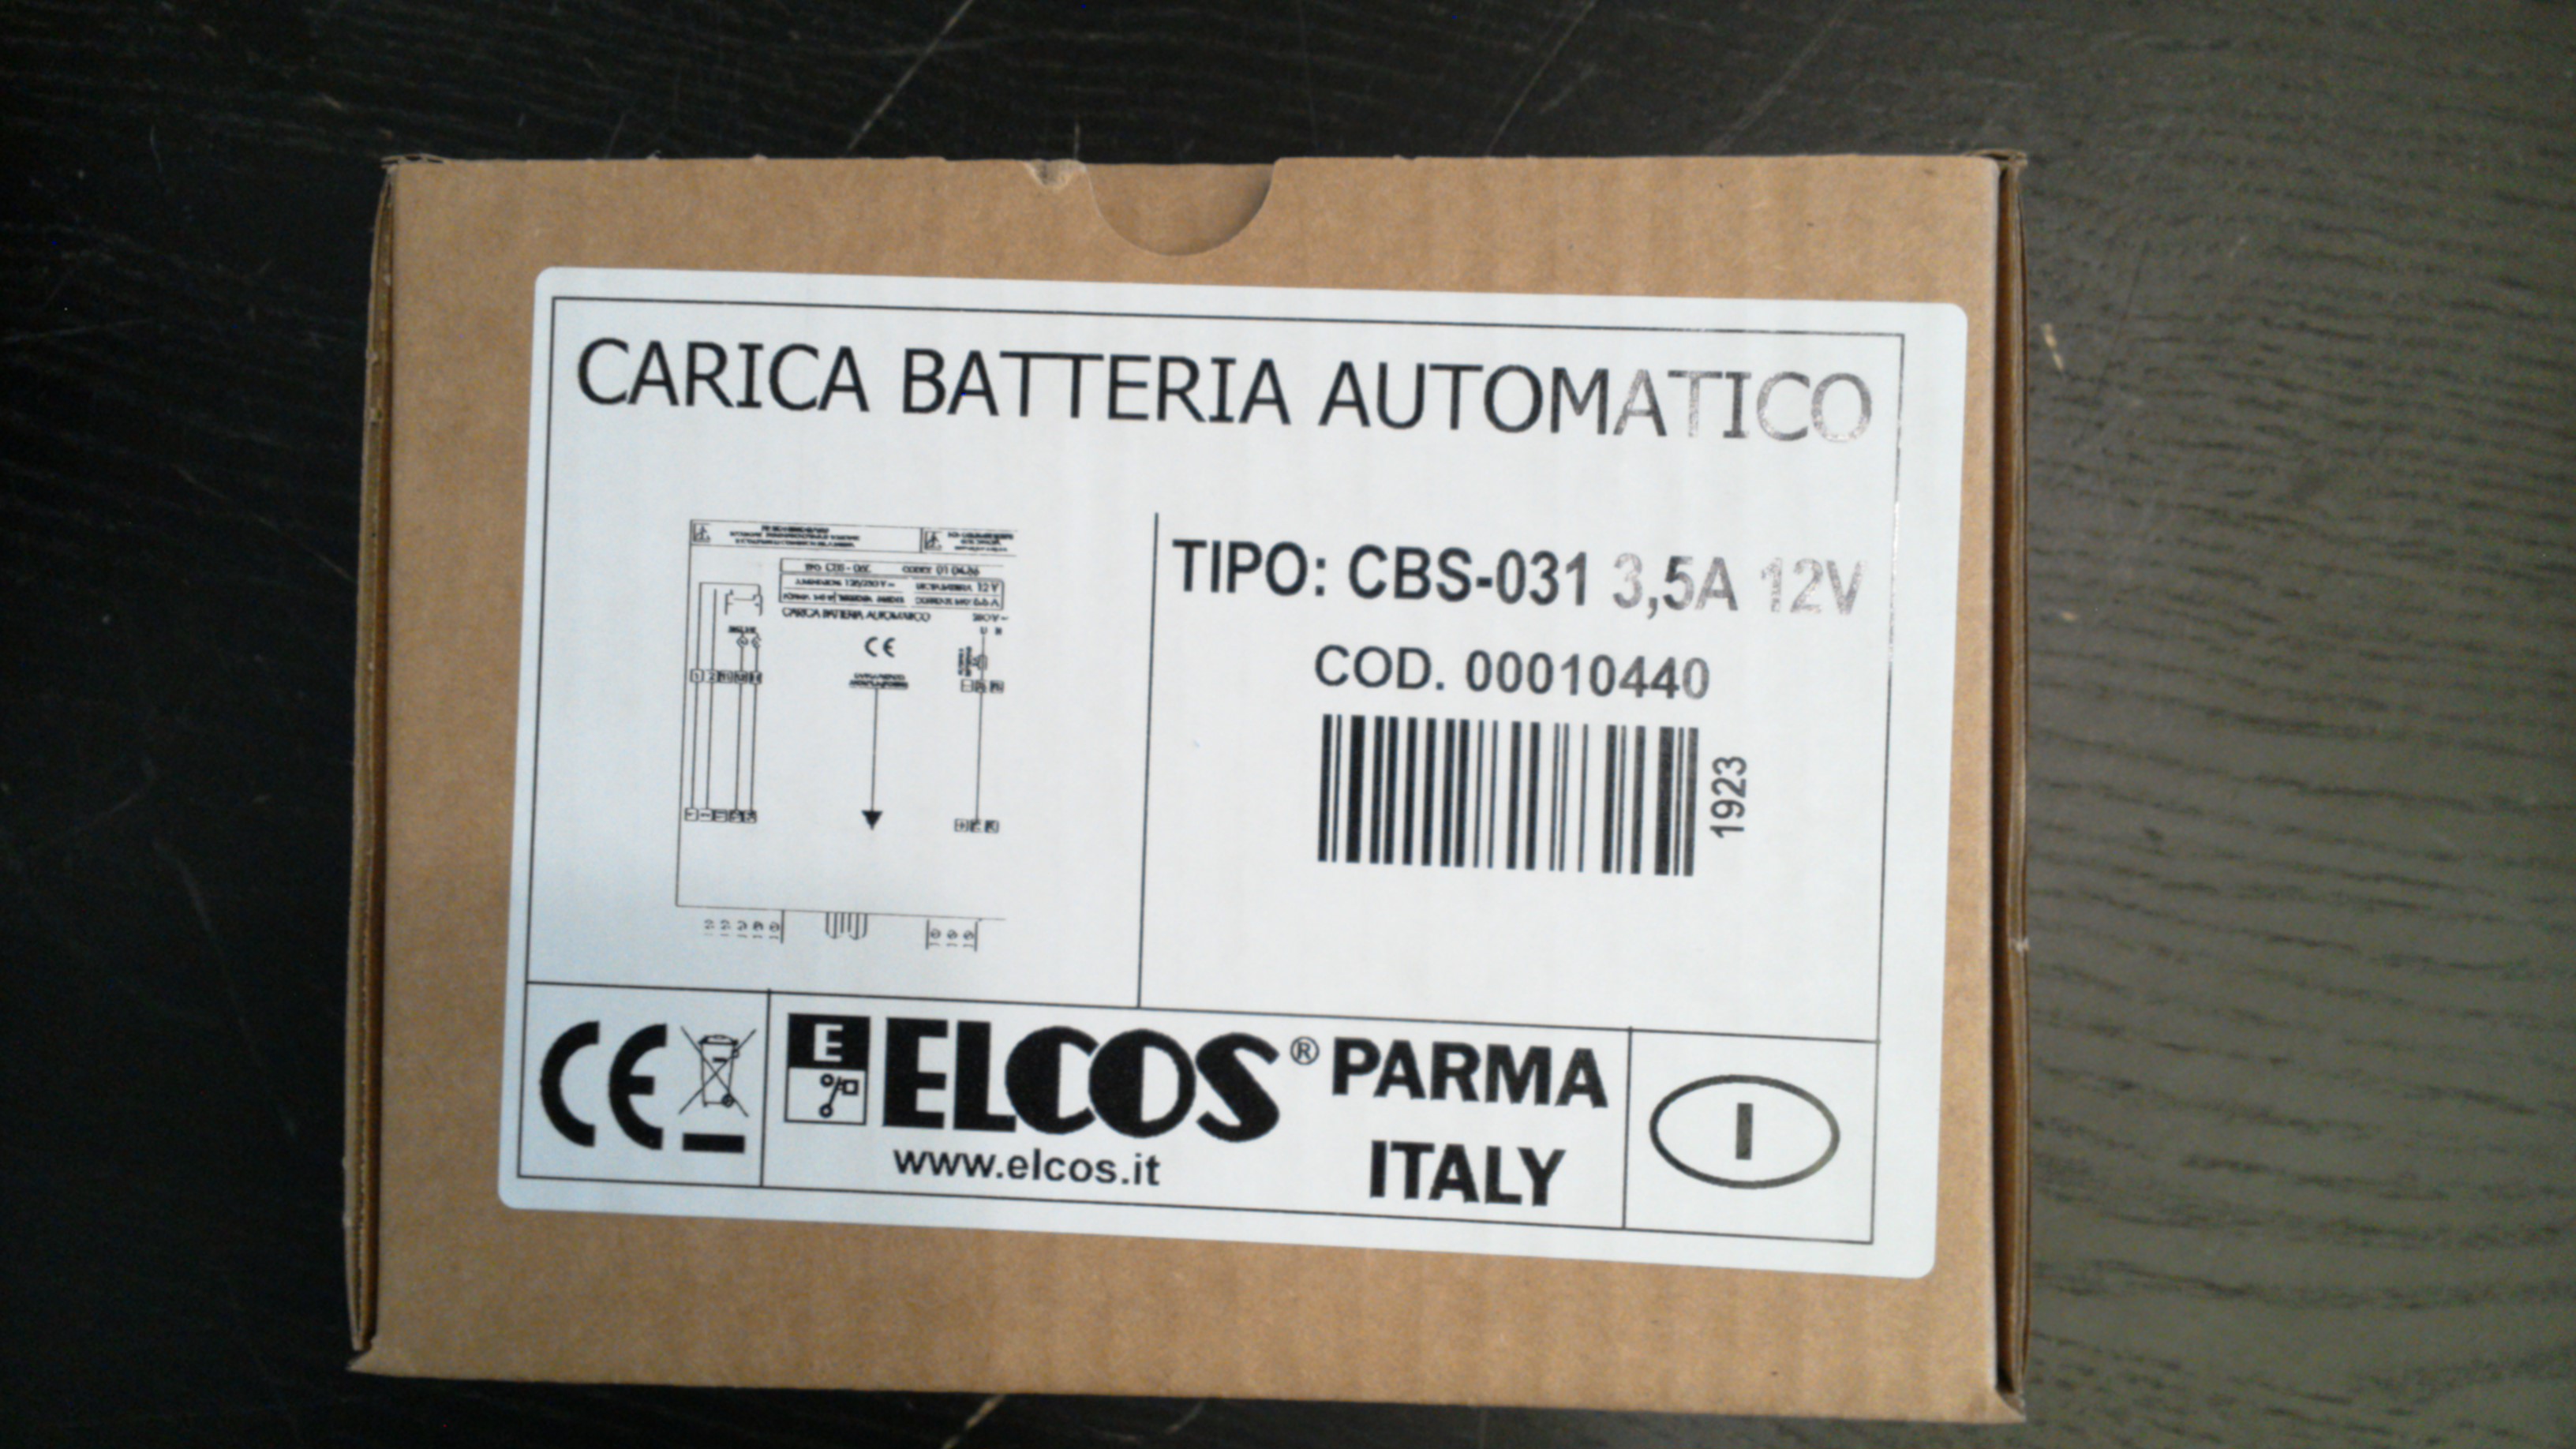 CARICA BATTERIA AUTOMATICO
CARICA BATTERIA AUTOMATICO
CE
TIPO: CBS-031 3,5A 12V
COD. 00010440
1923
CE
E ELCOS® PARMA
www.elcos.it
ITALY
I